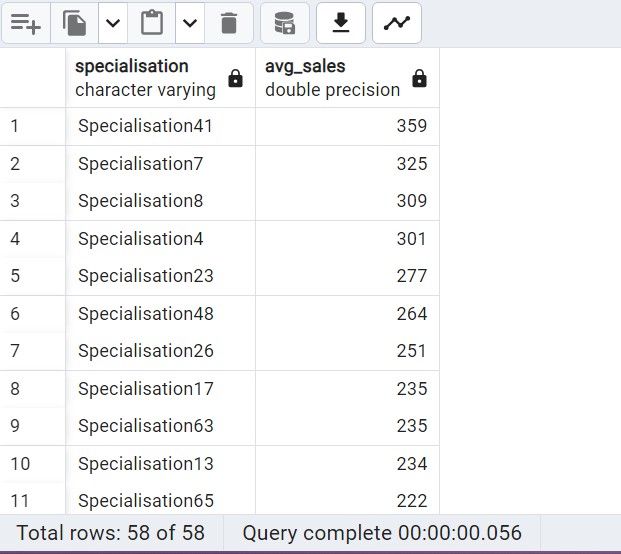 specialisation avg_sales
character varying double precision
1 Specialisation41 359
2 Specialisation7 325
3 Specialisation8 309
4 Specialisation4 301
5 Specialisation23 277
6 Specialisation48 264
7 Specialisation26 251
8 Specialisation17 235
9 Specialisation63 235
10 Specialisation13 234
11 Specialisation65 222
Total rows: 58 of 58 Query complete 00:00:00.056